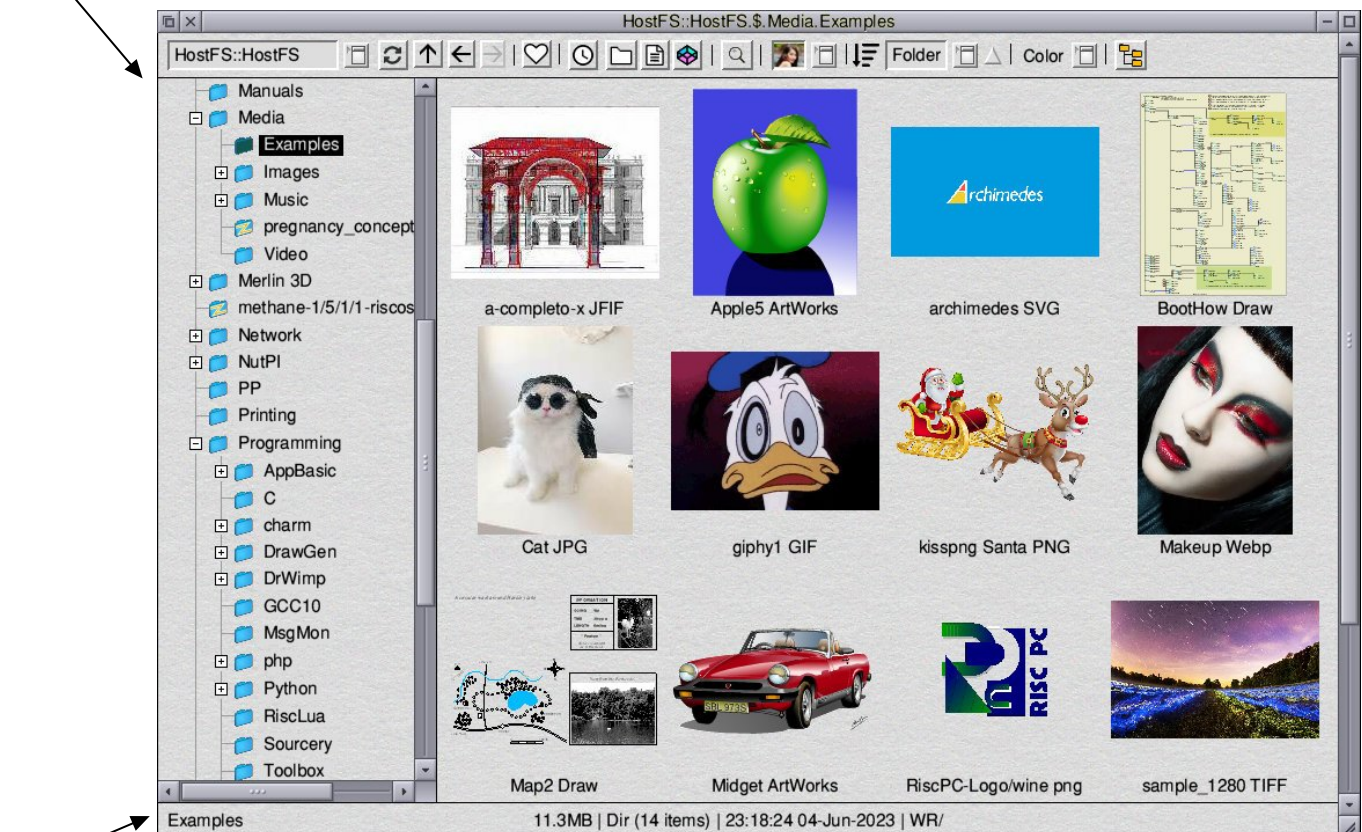 HostFS::HostFS.$.Media.Examples
HostFS::HostFS
Folder
Color
Manuals
Media
Examples
Images
Music
pregnancy_concept
Video
Merlin 3D
methane-1/5/1/1-riscos
Network
NutPI
PP
Printing
Programming
AppBasic
C
charm
DrawGen
DrWimp
GCC10
MsgMon
php
Python
RiscLua
Sourcery
Toolbox
Archimedes
a-completo-x JFIF
Apple5 ArtWorks
archimedes SVG
BootHow Draw
Cat JPG
giphy1 GIF
kisspng Santa PNG
Makeup Webp
SBL 973S
RISC PC
Map2 Draw
Midget ArtWorks
RiscPC-Logo/wine png
sample_1280 TIFF
Examples
11.3MB | Dir (14 items) | 23:18:24 04-Jun-2023 | WR/